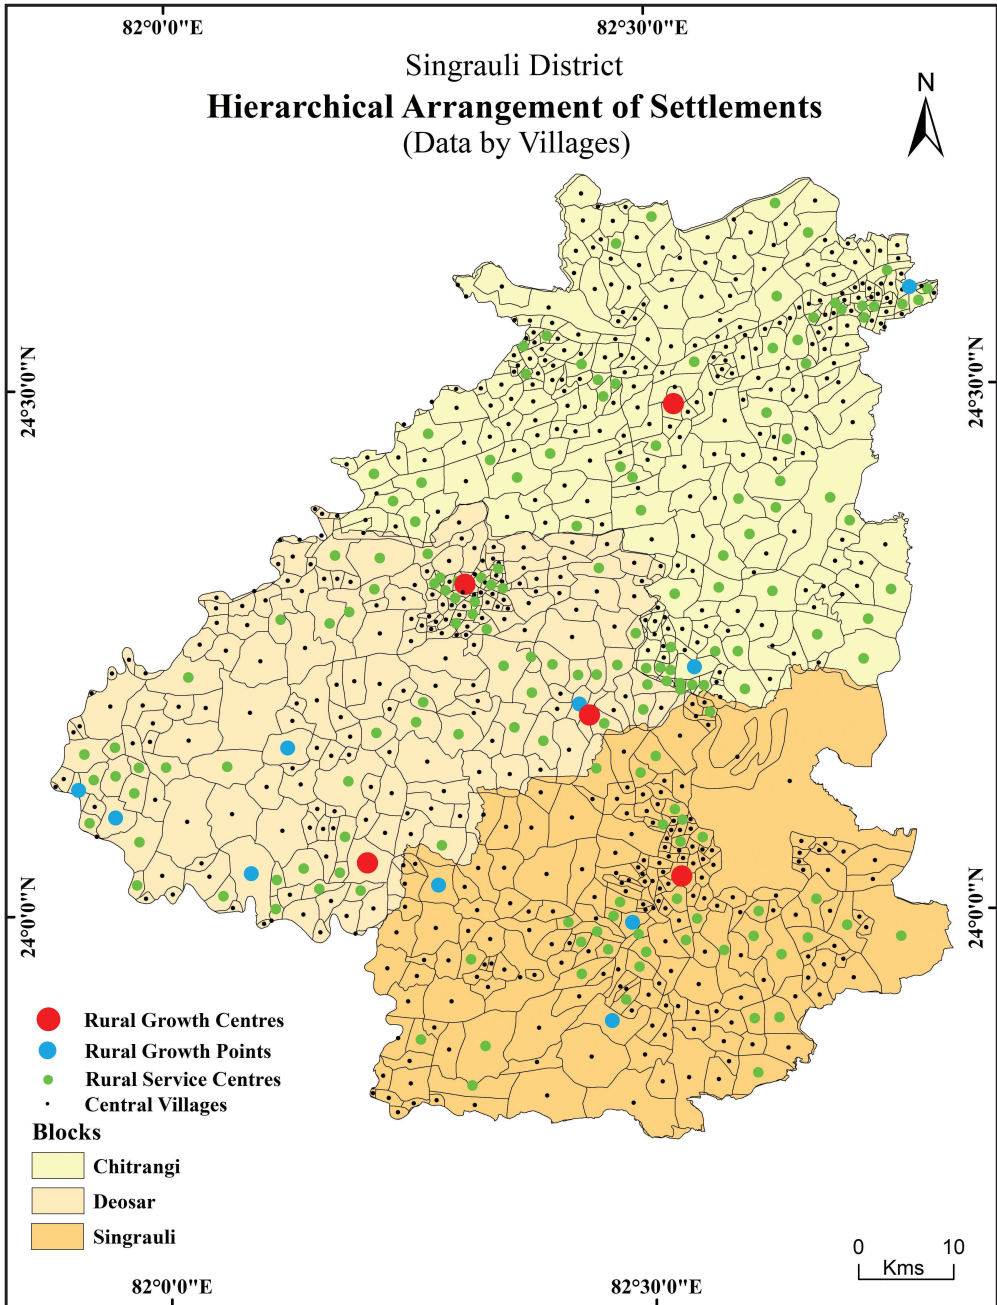 82°0'0"E 82°30'0"E
Singrauli District
Hierarchical Arrangement of Settlements
(Data by Villages)
N
24°30'0"N 24°30'0"N
24°0'0"N 24°0'0"N
Rural Growth Centres
Rural Growth Points
Rural Service Centres
Central Villages
Blocks
Chitrangi
Deosar
Singrauli
0 10
Kms
82°0'0"E 82°30'0"E